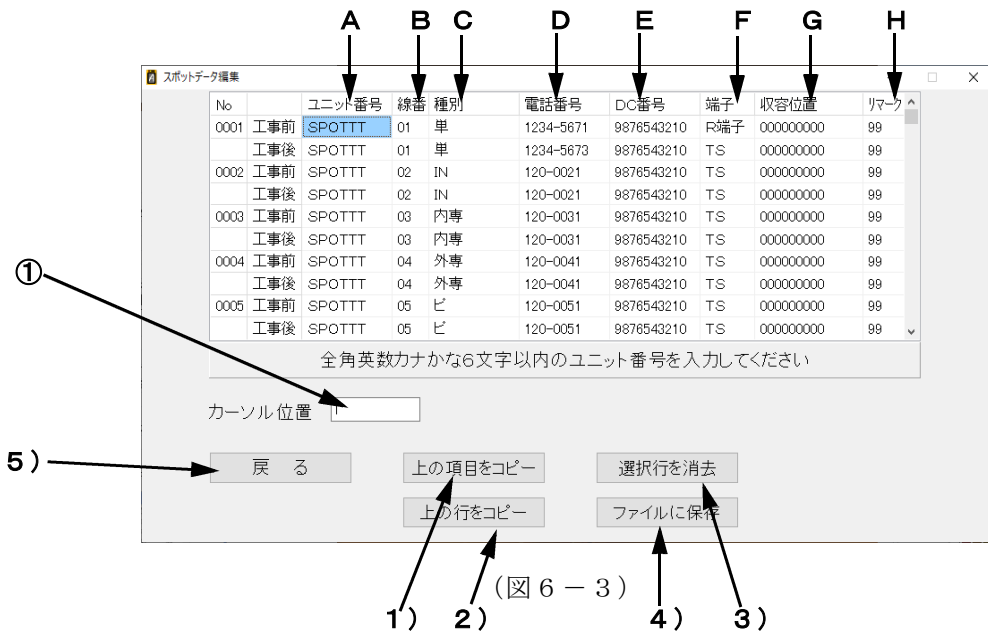 A B C D E F G H
スポットデータ編集
No ユニット番号 線番 種別 電話番号 DC番号 端子 収容位置 リマーク
0001 工事前 SPOTTT 01 単 1234-5671 9876543210 R端子 000000000 99
工事後 SPOTTT 01 単 1234-5673 9876543210 TS 000000000 99
0002 工事前 SPOTTT 02 IN 120-0021 9876543210 TS 000000000 99
工事後 SPOTTT 02 IN 120-0021 9876543210 TS 000000000 99
0003 工事前 SPOTTT 03 内専 120-0031 9876543210 TS 000000000 99
工事後 SPOTTT 03 内専 120-0031 9876543210 TS 000000000 99
0004 工事前 SPOTTT 04 外専 120-0041 9876543210 TS 000000000 99
工事後 SPOTTT 04 外専 120-0041 9876543210 TS 000000000 99
0005 工事前 SPOTTT 05 ビ 120-0051 9876543210 TS 000000000 99
工事後 SPOTTT 05 ビ 120-0051 9876543210 TS 000000000 99
①
全角英数カナかな6文字以内のユニット番号を入力してください
カーソル位置
5) 戻 る 上の項目をコピー 選択行を消去
上の行をコピー ファイルに保存
(図6-3)
1) 2) 4) 3)